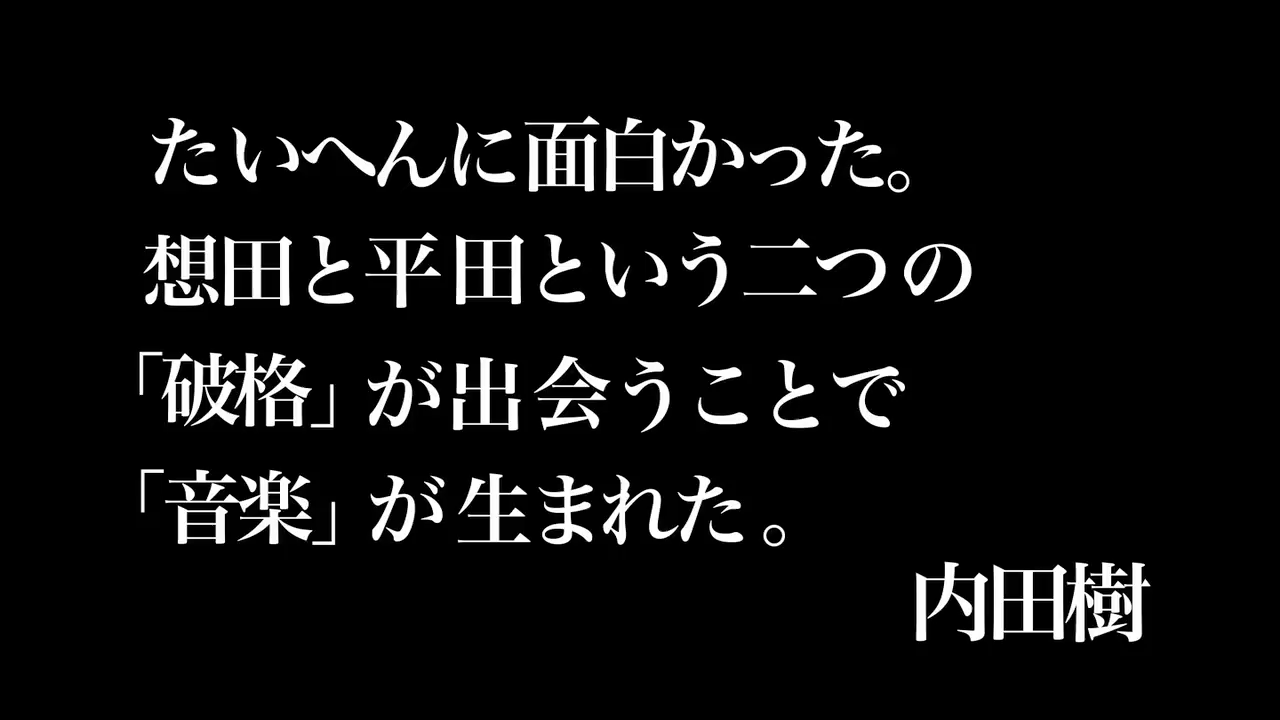 たいへんに面白かった。
想田と平田という二つの
「破格」が出会うことで
「音楽」が生まれた。
内田樹